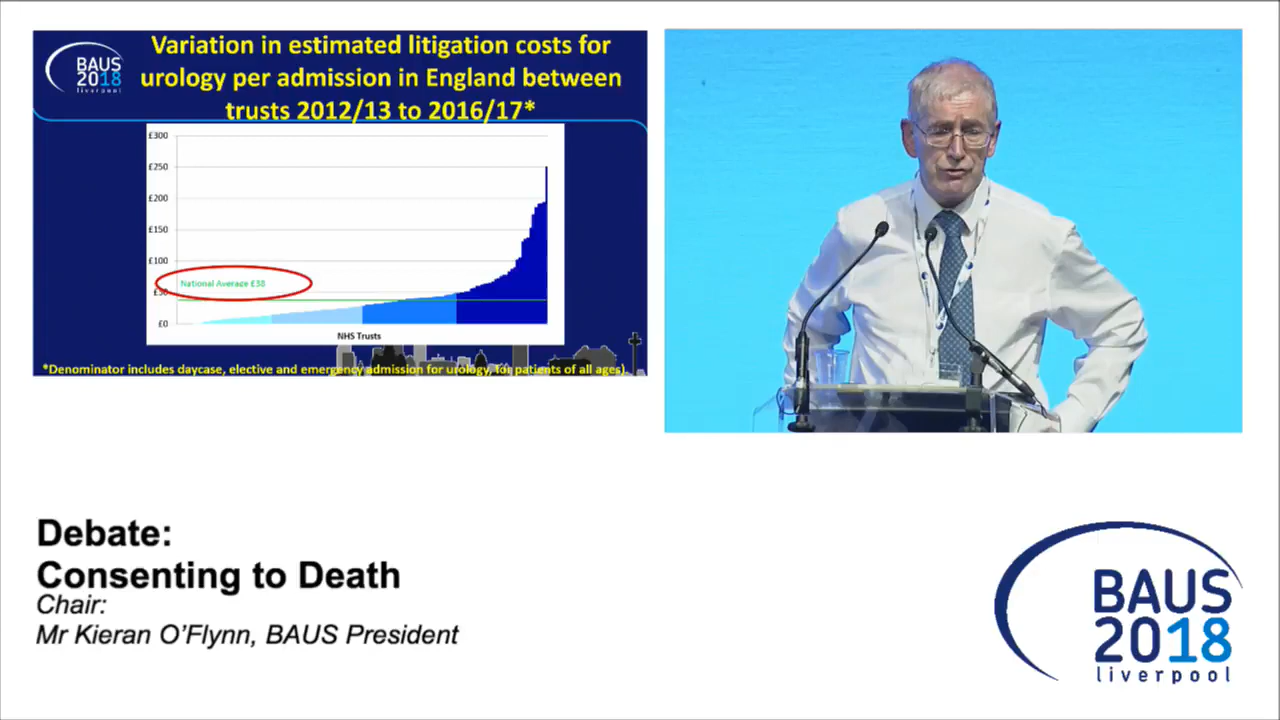 BAUS
2018
liverpool
Variation in estimated litigation costs for
urology per admission in England between
trusts 2012/13 to 2016/17*
£300
£250
£200
£150
£100
National Average £38
£50
£0
NHS Trusts
*Denominator includes daycase, elective and emergency admission for urology, for patients of all ages)
Debate:
Consenting to Death
Chair:
Mr Kieran O'Flynn, BAUS President
BAUS
2018
liverpool